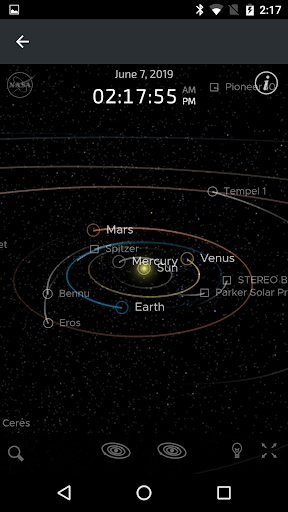 2:17
NASA
June 7, 2019
02:17:55 AM
PM
Pioneer 10
i
Tempel 1
Mars
Spitzer
et
Mercury
Venus
Sun
STEREO B
Parker Solar Pr
Bennu
Earth
Eros
Ceres